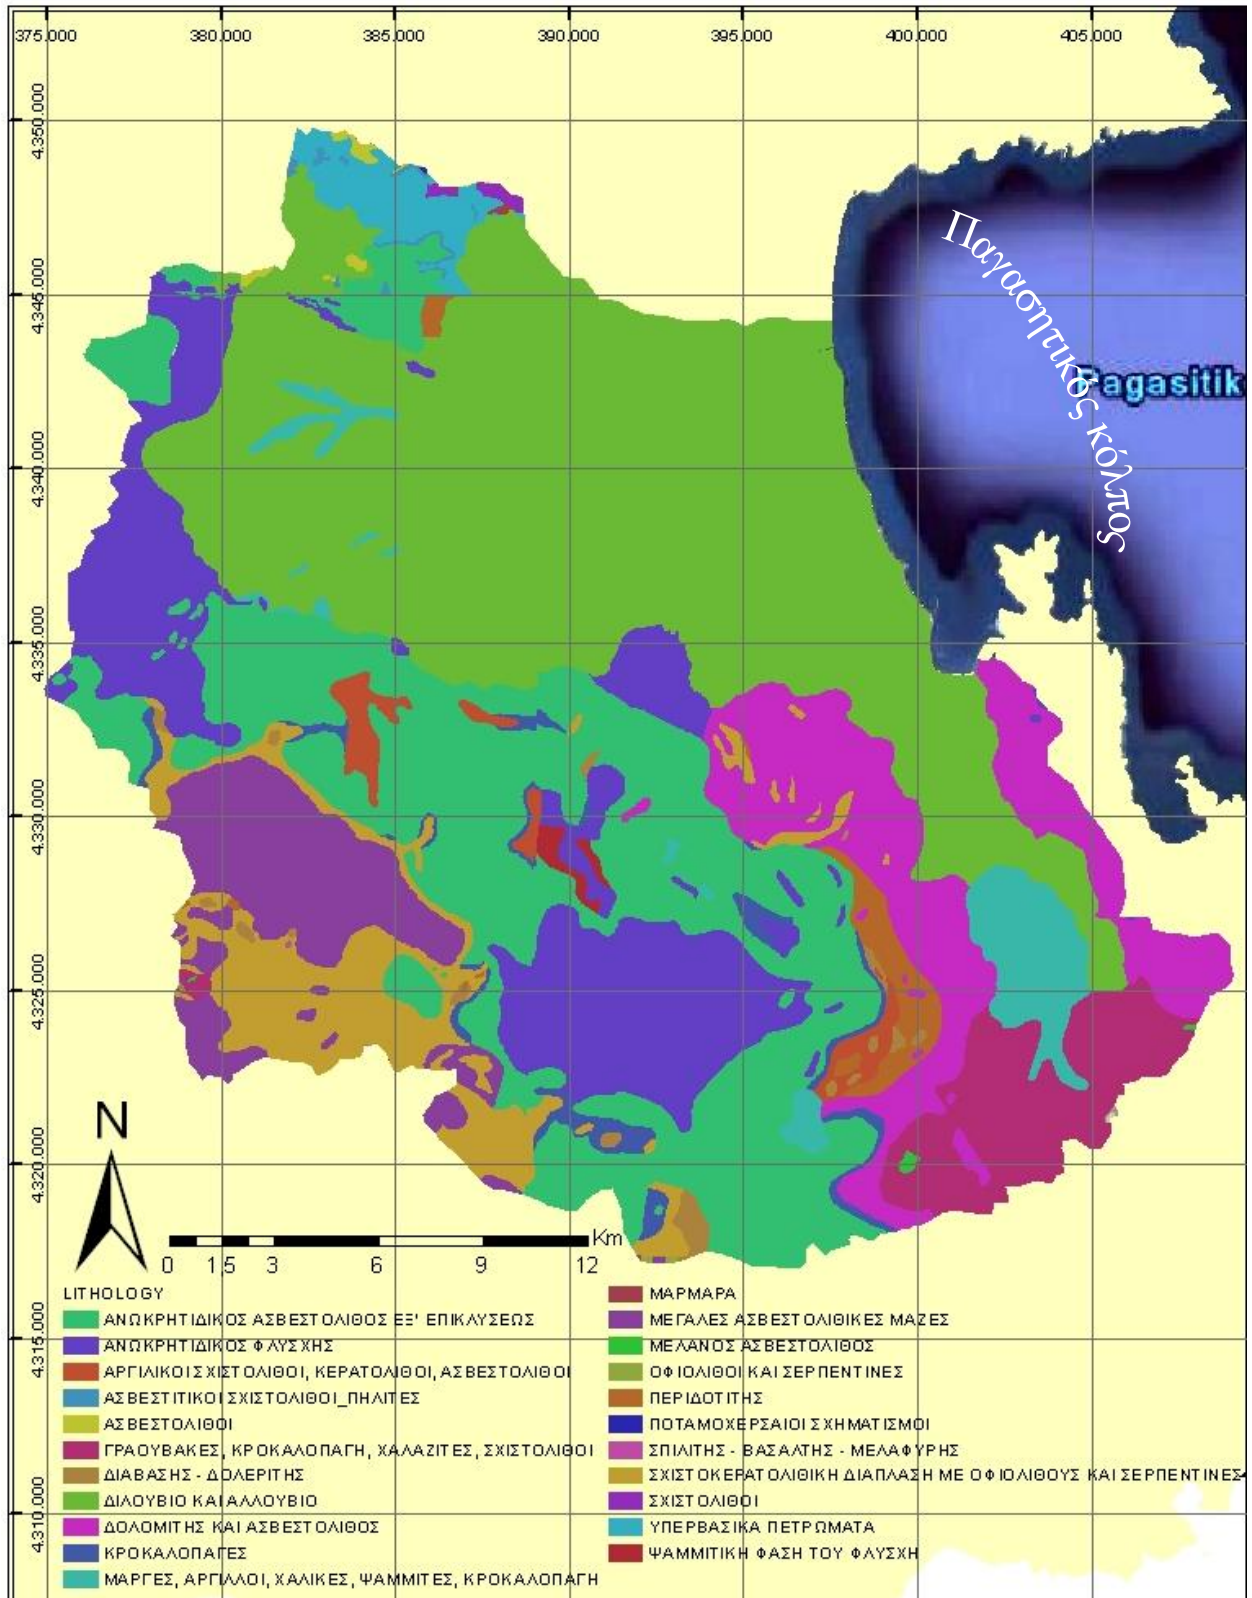 375.000 380.000 385.000 390.000 395.000 400.000 405.000
4.350.000
4.345.000
4.340.000
4.335.000
4.330.000
4.325.000
4.320.000
4.315.000
4.310.000
Παγασητικός κόλπος
Pagasitik
N
Km
0 1,5 3 6 9 12
LITHOLOGY
ΑΝΩΚΡΗΤΙΔΙΚΟΣ ΑΣΒΕΣΤΟΛΙΘΟΣ ΕΞ' ΕΠΙΚΛΥΣΕΩΣ
ΑΝΩΚΡΗΤΙΔΙΚΟΣ ΦΛΥΣΧΗΣ
ΑΡΓΙΛΙΚΟΙ ΣΧΙΣΤΟΛΙΘΟΙ, ΚΕΡΑΤΟΛΙΘΟΙ, ΑΣΒΕΣΤΟΛΙΘΟΙ
ΑΣΒΕΣΤΙΤΙΚΟΙ ΣΧΙΣΤΟΛΙΘΟΙ_ΠΗΛΙΤΕΣ
ΑΣΒΕΣΤΟΛΙΘΟΙ
ΓΡΑΟΥΒΑΚΕΣ, ΚΡΟΚΑΛΟΠΑΓΗ, ΧΑΛΑΖΙΤΕΣ, ΣΧΙΣΤΟΛΙΘΟΙ
ΔΙΑΒΑΣΗΣ - ΔΟΛΕΡΙΤΗΣ
ΔΙΛΟΥΒΙΟ ΚΑΙ ΑΛΛΟΥΒΙΟ
ΔΟΛΟΜΙΤΗΣ ΚΑΙ ΑΣΒΕΣΤΟΛΙΘΟΣ
ΚΡΟΚΑΛΟΠΑΓΕΣ
ΜΑΡΓΕΣ, ΑΡΓΙΛΛΟΙ, ΧΑΛΙΚΕΣ, ΨΑΜΜΙΤΕΣ, ΚΡΟΚΑΛΟΠΑΓΗ
ΜΑΡΜΑΡΑ
ΜΕΓΑΛΕΣ ΑΣΒΕΣΤΟΛΙΘΙΚΕΣ ΜΑΖΕΣ
ΜΕΛΑΝΟΣ ΑΣΒΕΣΤΟΛΙΘΟΣ
ΟΦΙΟΛΙΘΟΙ ΚΑΙ ΣΕΡΠΕΝΤΙΝΕΣ
ΠΕΡΙΔΟΤΙΤΗΣ
ΠΟΤΑΜΟΧΕΡΣΑΙΟΙ ΣΧΗΜΑΤΙΣΜΟΙ
ΣΠΙΛΙΤΗΣ - ΒΑΣΑΛΤΗΣ - ΜΕΛΑΦΥΡΗΣ
ΣΧΙΣΤΟΚΕΡΑΤΟΛΙΘΙΚΗ ΔΙΑΠΛΑΣΗ ΜΕ ΟΦΙΟΛΙΘΟΥΣ ΚΑΙ ΣΕΡΠΕΝΤΙΝΕΣ
ΣΧΙΣΤΟΛΙΘΟΙ
ΥΠΕΡΒΑΣΙΚΑ ΠΕΤΡΩΜΑΤΑ
ΨΑΜΜΙΤΙΚΗ ΦΑΣΗ ΤΟΥ ΦΛΥΣΧΗ